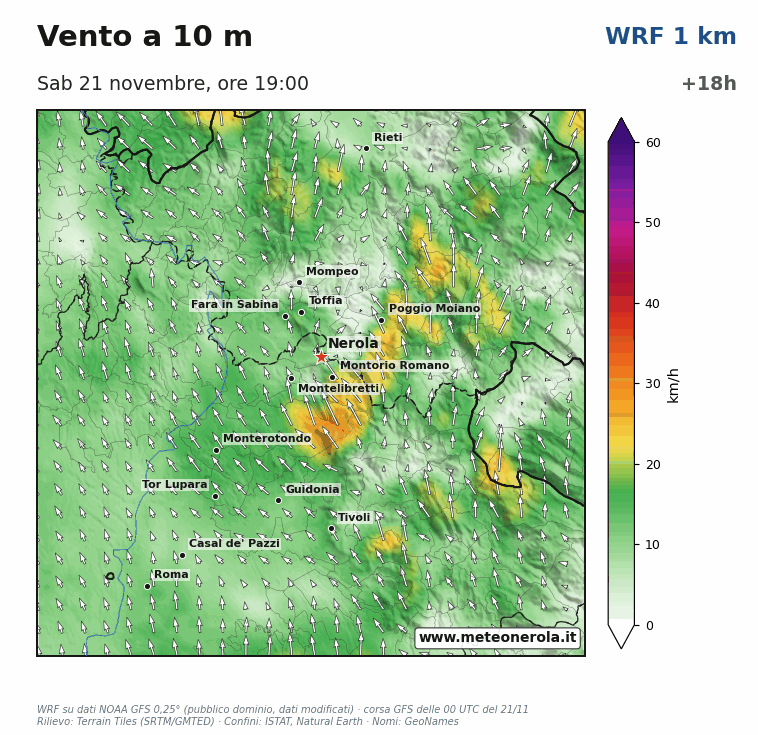 Vento a 10 m
WRF 1 km
Sab 21 novembre, ore 19:00
+18h
Rieti
Mompeo
Toffia
Fara in Sabina
Poggio Moiano
Nerola
Montorio Romano
Montelibretti
Monterotondo
Tor Lupara
Guidonia
Tivoli
Casal de' Pazzi
Roma
www.meteonerola.it
60
50
40
30
20
10
0
km/h
WRF su dati NOAA GFS 0,25° (pubblico dominio, dati modificati) · corsa GFS delle 00 UTC del 21/11
Rilievo: Terrain Tiles (SRTM/GMTED) · Confini: ISTAT, Natural Earth · Nomi: GeoNames